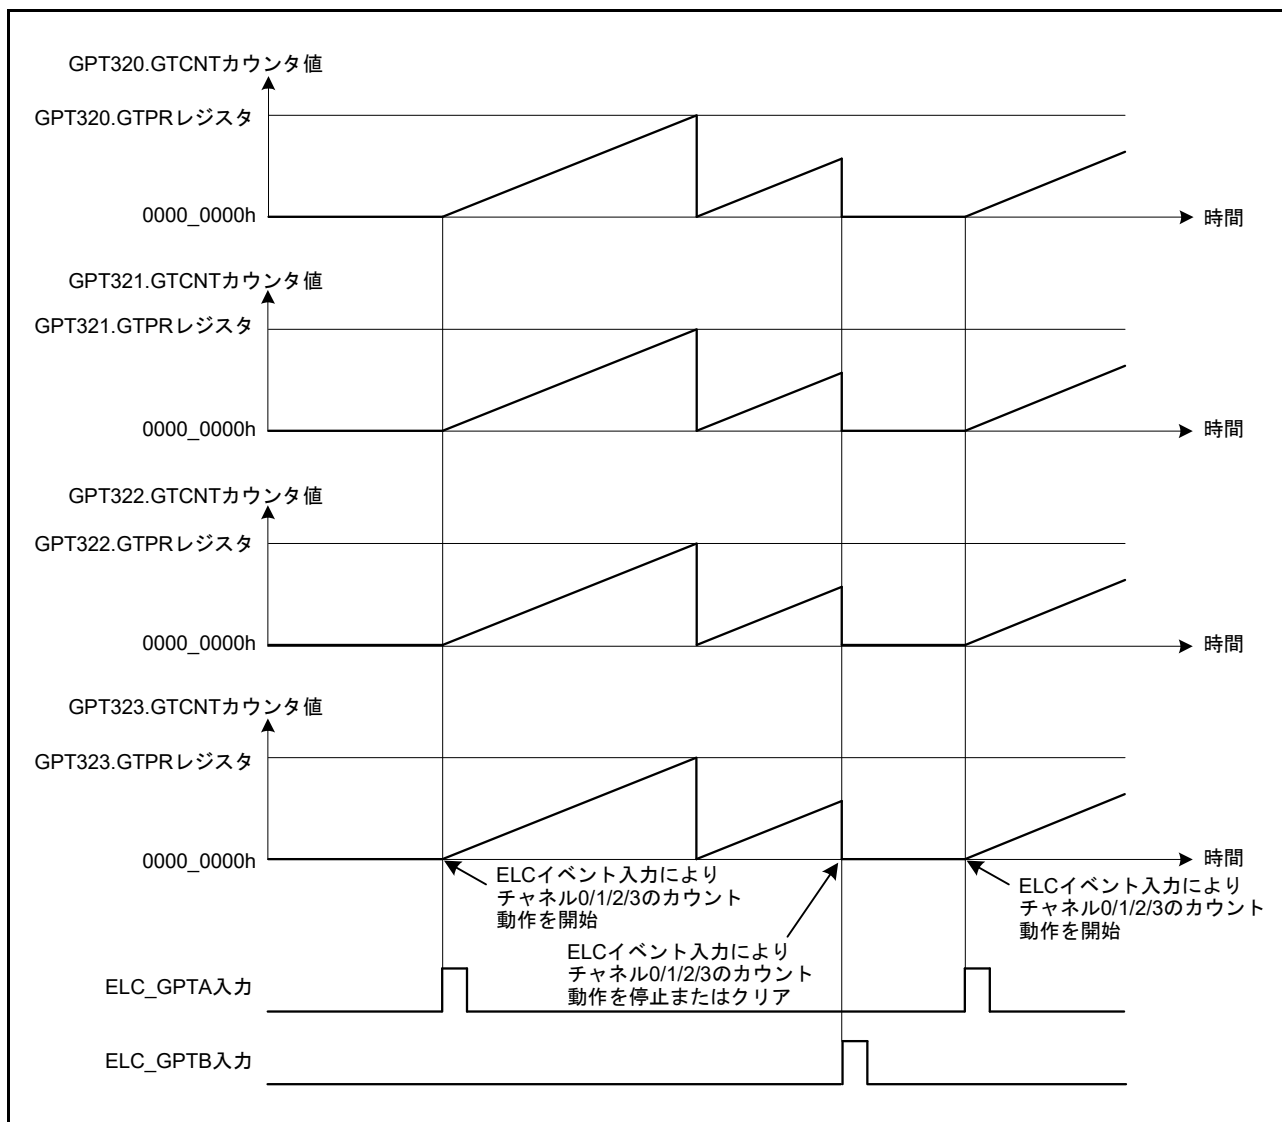 GPT320.GTCNTカウンタ値
GPT320.GTPRレジスタ
0000_0000h
時間
GPT321.GTCNTカウンタ値
GPT321.GTPRレジスタ
0000_0000h
時間
GPT322.GTCNTカウンタ値
GPT322.GTPRレジスタ
0000_0000h
時間
GPT323.GTCNTカウンタ値
GPT323.GTPRレジスタ
0000_0000h
時間
ELCイベント入力により
チャネル0/1/2/3のカウント
動作を開始
ELCイベント入力により
チャネル0/1/2/3のカウント
動作を停止またはクリア
ELCイベント入力により
チャネル0/1/2/3のカウント
動作を開始
ELC_GPTA入力
ELC_GPTB入力